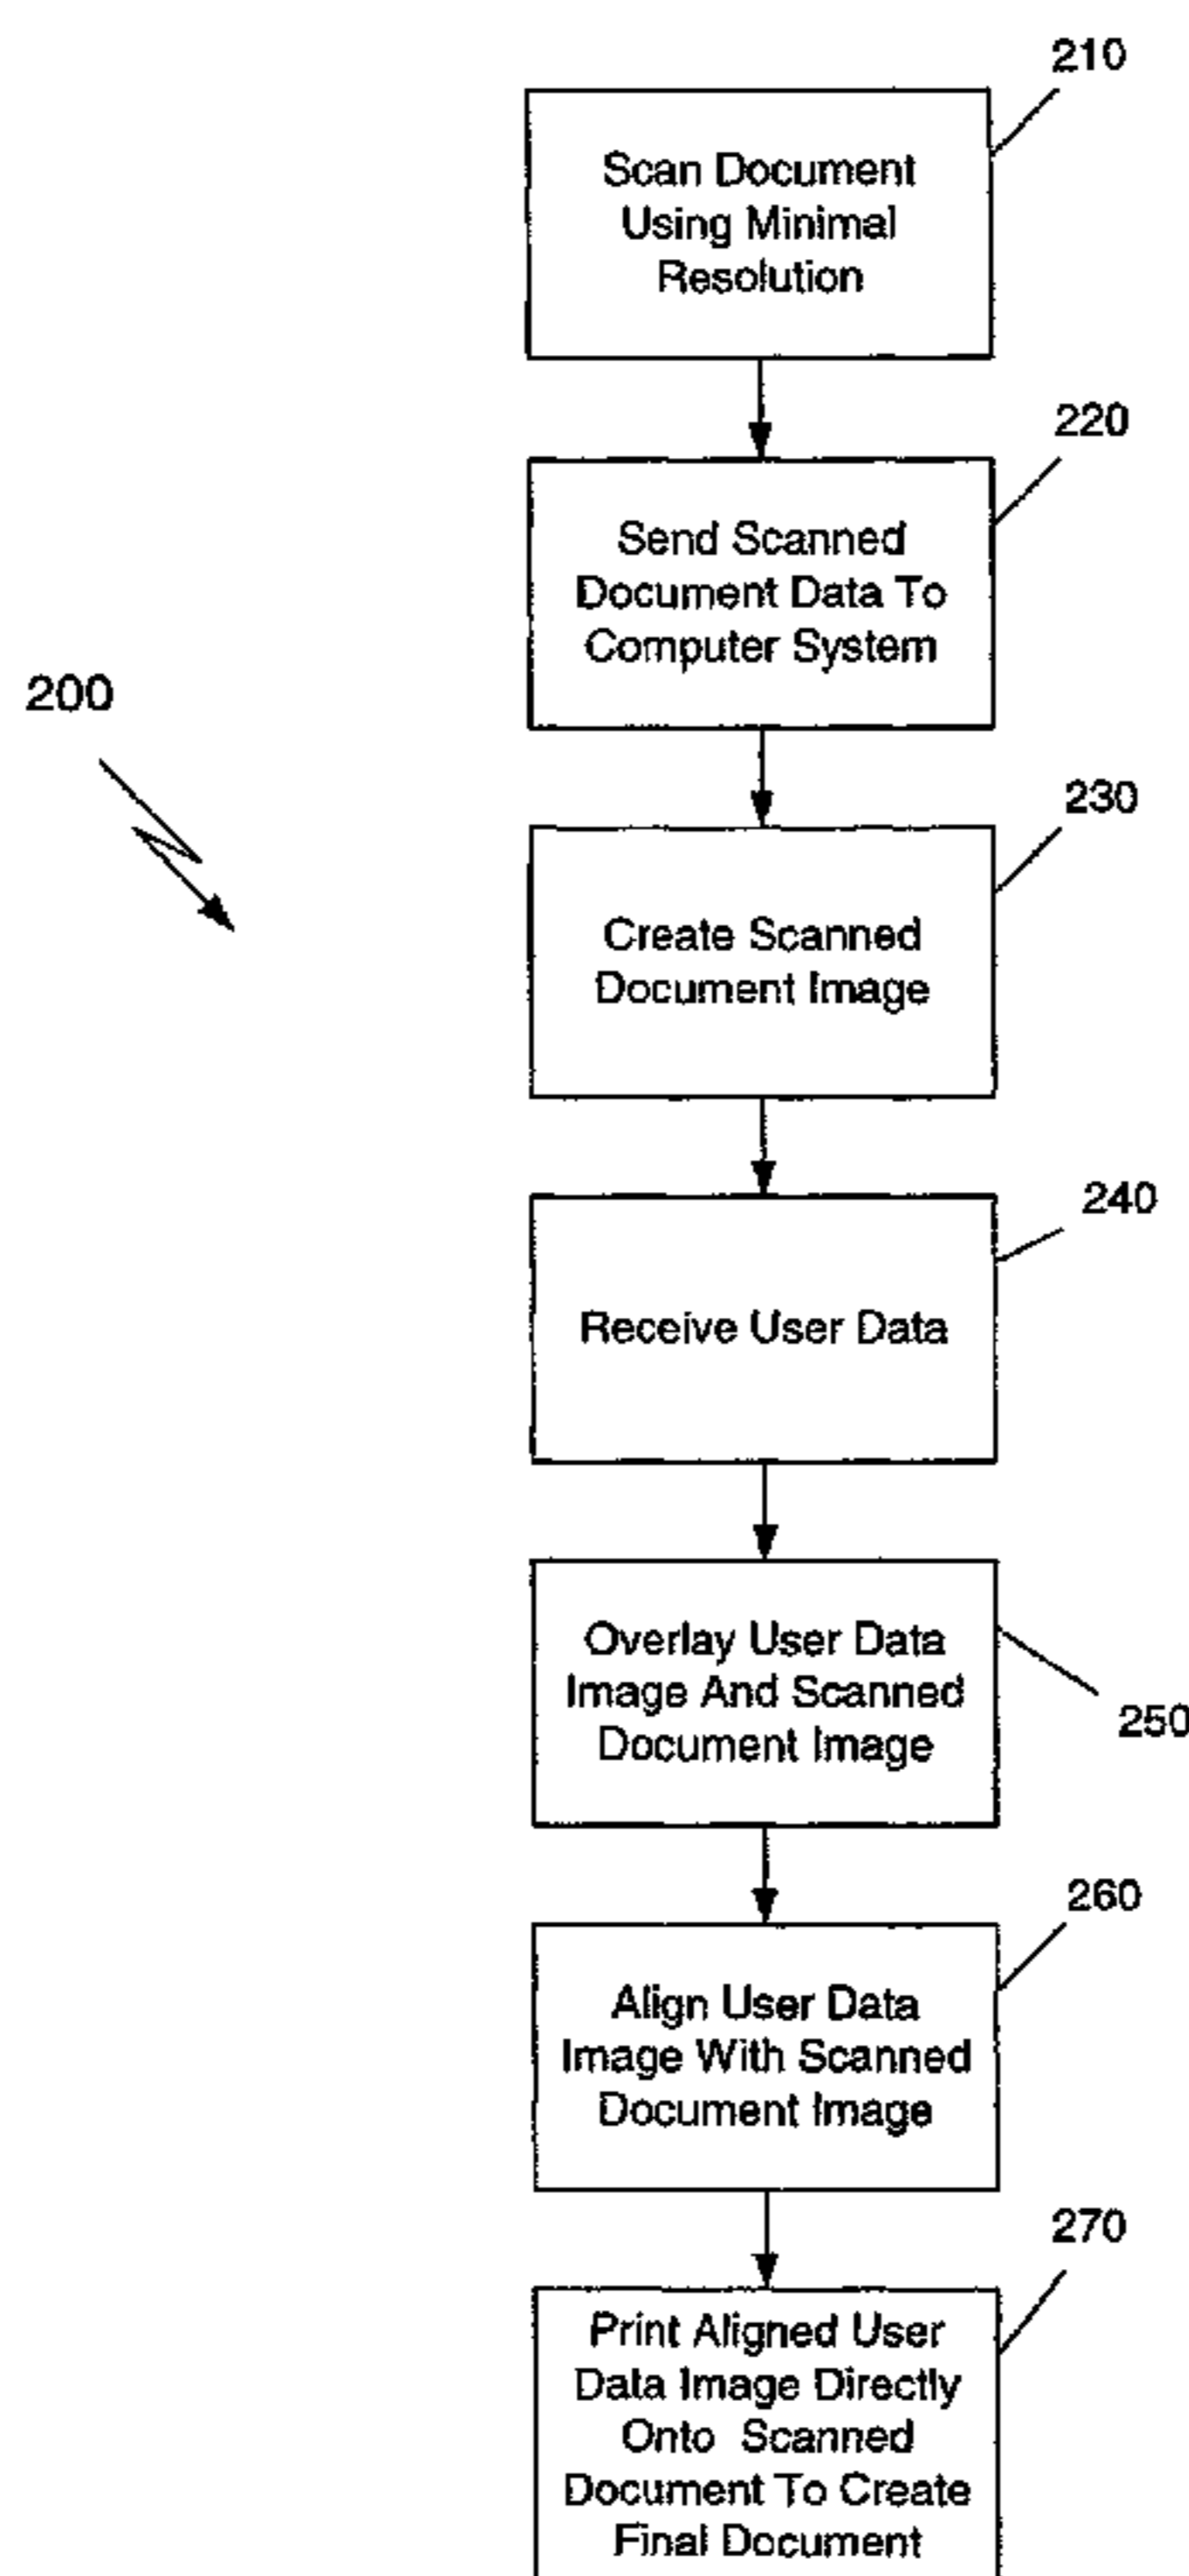 210
Scan Document
Using Minimal
Resolution
220
Send Scanned
Document Data To
Computer System
200
230
Create Scanned
Document Image
240
Receive User Data
Overlay User Data
Image And Scanned
Document Image
250
260
Align User Data
Image With Scanned
Document Image
270
Print Aligned User
Data Image Directly
Onto Scanned
Document To Create
Final Document